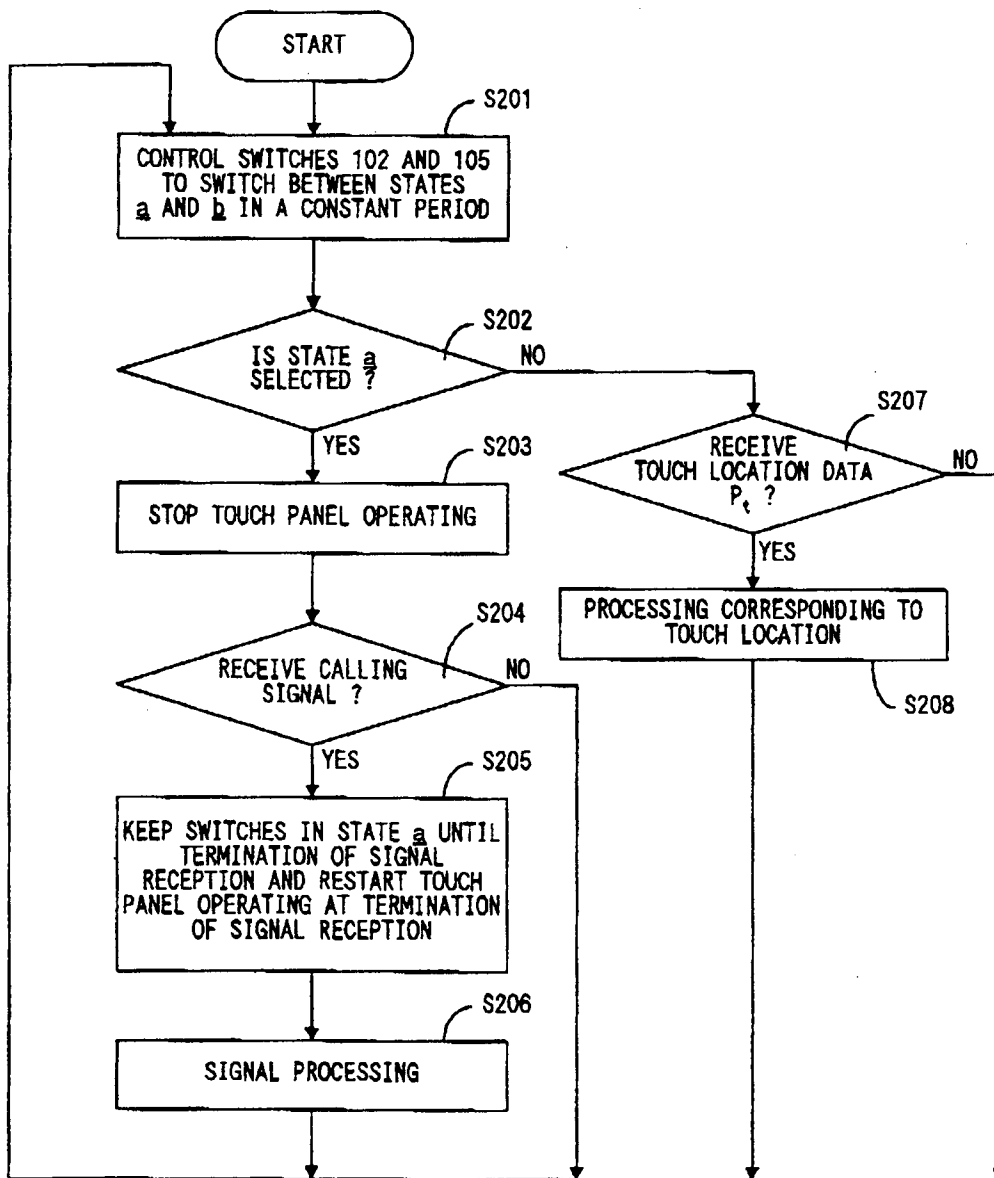 START
S201
CONTROL SWITCHES 102 AND 105
TO SWITCH BETWEEN STATES
a AND b IN A CONSTANT PERIOD
S202
IS STATE a
SELECTED ?
NO
YES
S203
STOP TOUCH PANEL OPERATING
S204
RECEIVE CALLING
SIGNAL ?
NO
YES
S205
KEEP SWITCHES IN STATE a UNTIL
TERMINATION OF SIGNAL
RECEPTION AND RESTART TOUCH
PANEL OPERATING AT TERMINATION
OF SIGNAL RECEPTION
S206
SIGNAL PROCESSING
S207
RECEIVE
TOUCH LOCATION DATA
Pt ?
NO
YES
PROCESSING CORRESPONDING TO
TOUCH LOCATION
S208